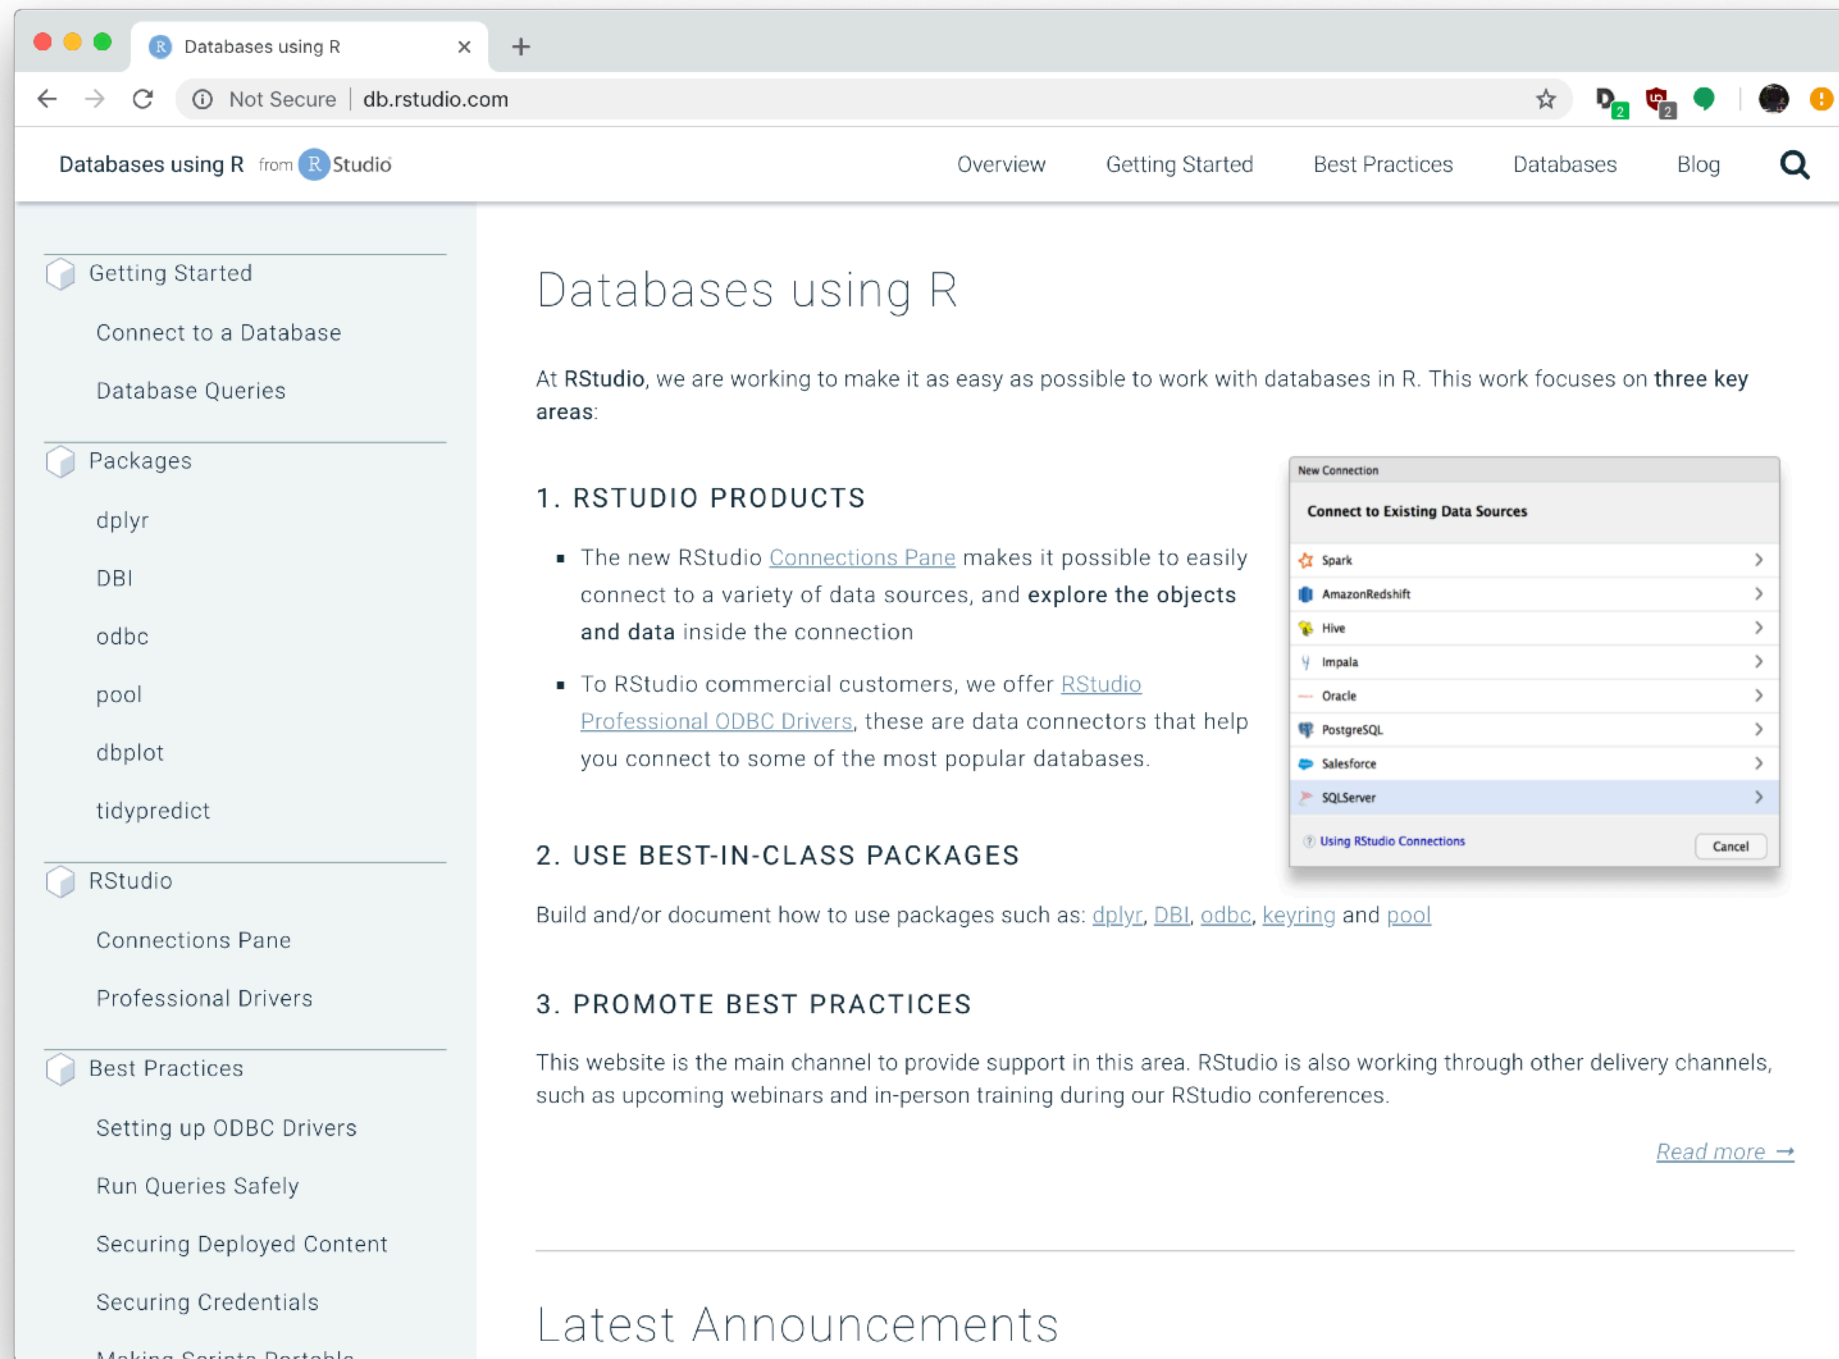 Databases using R
Not Secure | db.rstudio.com
2
2
Databases using R from R Studio
Overview
Getting Started
Best Practices
Databases
Blog
Getting Started
Connect to a Database
Database Queries
Packages
dplyr
DBI
odbc
pool
dbplot
tidypredict
RStudio
Connections Pane
Professional Drivers
Best Practices
Setting up ODBC Drivers
Run Queries Safely
Securing Deployed Content
Securing Credentials
Making Scripts Portable
Databases using R
At RStudio, we are working to make it as easy as possible to work with databases in R. This work focuses on three key
areas:
1. RSTUDIO PRODUCTS
▪ The new RStudio Connections Pane makes it possible to easily
connect to a variety of data sources, and explore the objects
and data inside the connection
▪ To RStudio commercial customers, we offer RStudio
Professional ODBC Drivers, these are data connectors that help
you connect to some of the most popular databases.
New Connection
Connect to Existing Data Sources
Spark
AmazonRedshift
Hive
Impala
Oracle
PostgreSQL
Salesforce
SQLServer
? Using RStudio Connections
Cancel
2. USE BEST-IN-CLASS PACKAGES
Build and/or document how to use packages such as: dplyr, DBI, odbc, keyring and pool
3. PROMOTE BEST PRACTICES
This website is the main channel to provide support in this area. RStudio is also working through other delivery channels,
such as upcoming webinars and in-person training during our RStudio conferences.
Read more →
Latest Announcements